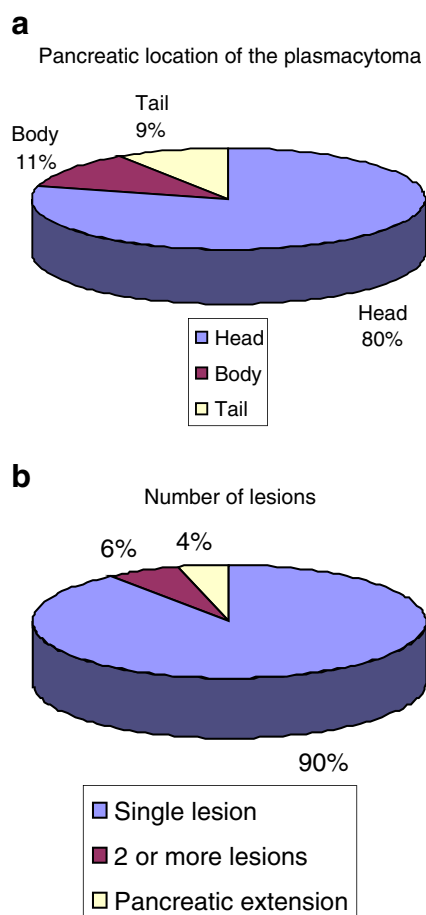 a
Pancreatic location of the plasmacytoma
Tail
9%
Body
11%
Head
80%
Head
Body
Tail
b
Number of lesions
6%
4%
90%
Single lesion
2 or more lesions
Pancreatic extension